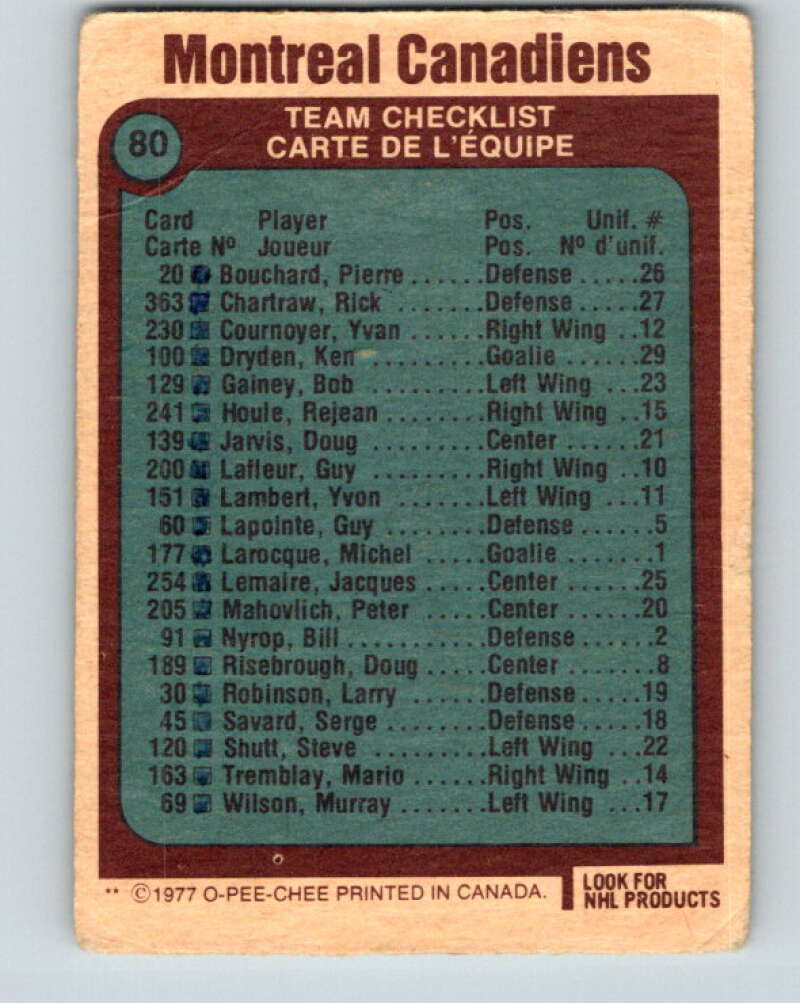 Montreal Canadiens
80
TEAM CHECKLIST
CARTE DE L'ÉQUIPE
Card Player Pos. Unif. #
Carte Nº Joueur Pos. Nº d'unif.
20 Bouchard, Pierre ...... Defense ..... 26
363 Chartraw, Rick ....... Defense ..... 27
230 Cournoyer, Yvan ...... Right Wing .. 12
100 Dryden, Ken ......... Goalie ...... 29
129 Gainey, Bob ......... Left Wing ... 23
241 Houle, Rejean ........ Right Wing .. 15
139 Jarvis, Doug ......... Center ...... 21
200 Lafleur, Guy ......... Right Wing .. 10
151 Lambert, Yvon ....... Left Wing ... 11
60 Lapointe, Guy ........ Defense ...... 5
177 Larocque, Michel ..... Goalie ....... 1
254 Lemaire, Jacques ..... Center ...... 25
205 Mahovlich, Peter ..... Center ...... 20
91 Nyrop, Bill ........... Defense ...... 2
189 Risebrough, Doug ..... Center ....... 8
30 Robinson, Larry ...... Defense ..... 19
45 Savard, Serge ........ Defense ..... 18
120 Shutt, Steve ......... Left Wing ... 22
163 Tremblay, Mario ...... Right Wing .. 14
69 Wilson, Murray ....... Left Wing ... 17
** ©1977 O-PEE-CHEE PRINTED IN CANADA.
LOOK FOR
NHL PRODUCTS